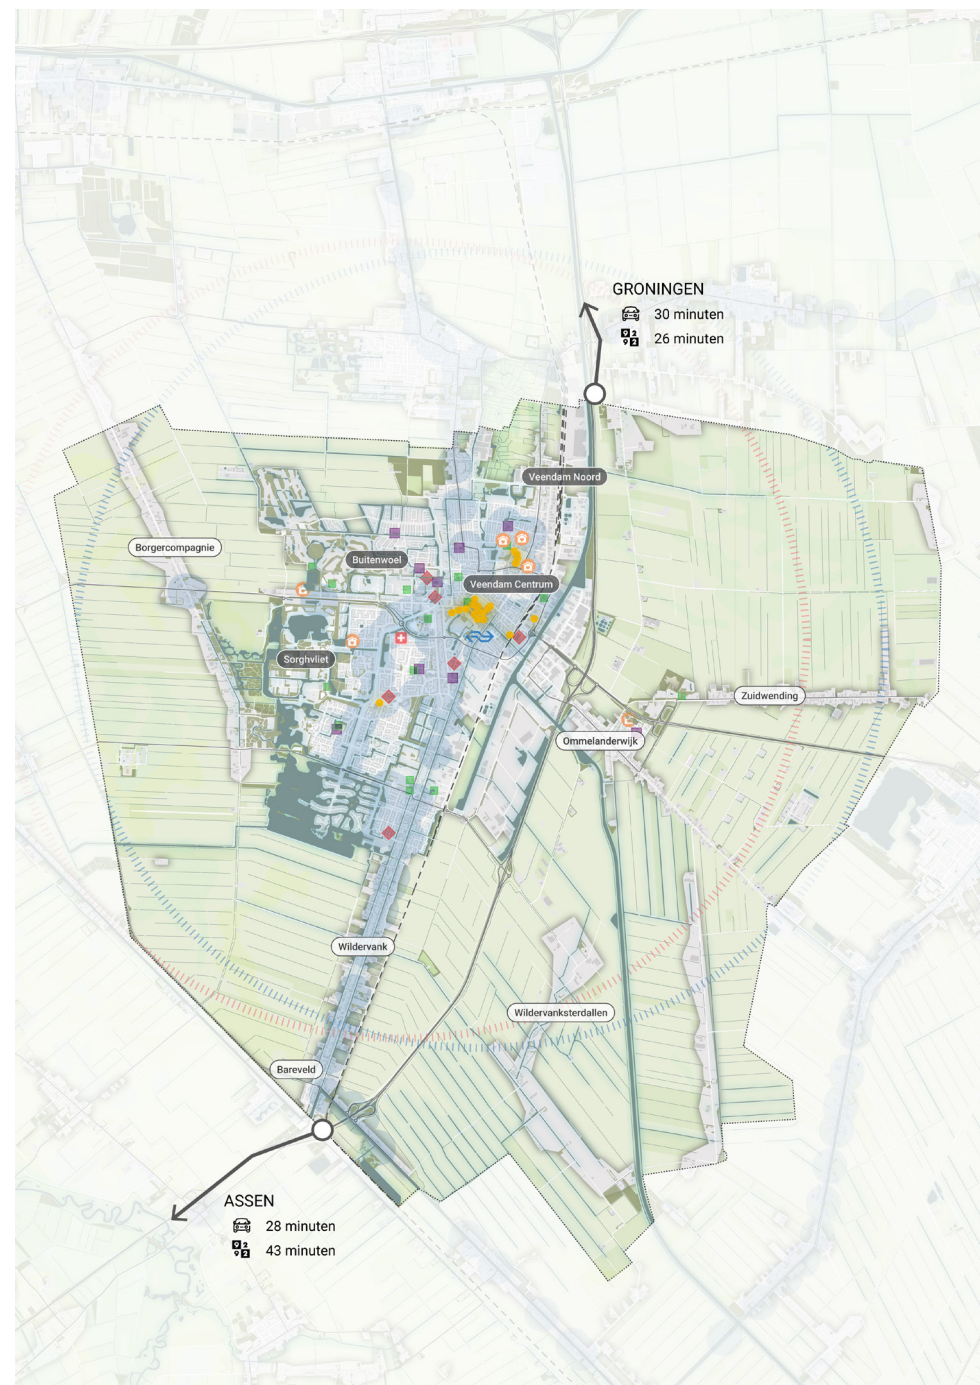 GRONINGEN
30 minuten
26 minuten
Veendam Noord
Borgercompagnie
Buitenwoel
Veendam Centrum
Sorghvliet
Zuidwending
Ommelanderwijk
Wildervank
Wildervanksterdallen
Bareveld
ASSEN
28 minuten
43 minuten